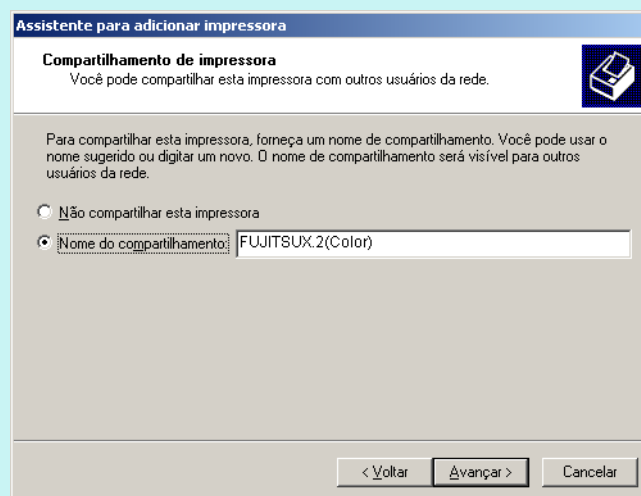 Assistente para adicionar impressora
Compartilhamento de impressora
Você pode compartilhar esta impressora com outros usuários da rede.
Para compartilhar esta impressora, forneça um nome de compartilhamento. Você pode usar o
nome sugerido ou digitar um novo. O nome de compartilhamento será visível para outros
usuários da rede.
Não compartilhar esta impressora
Nome do compartilhamento: FUJITSUX.2(Color)
< Voltar Avançar > Cancelar